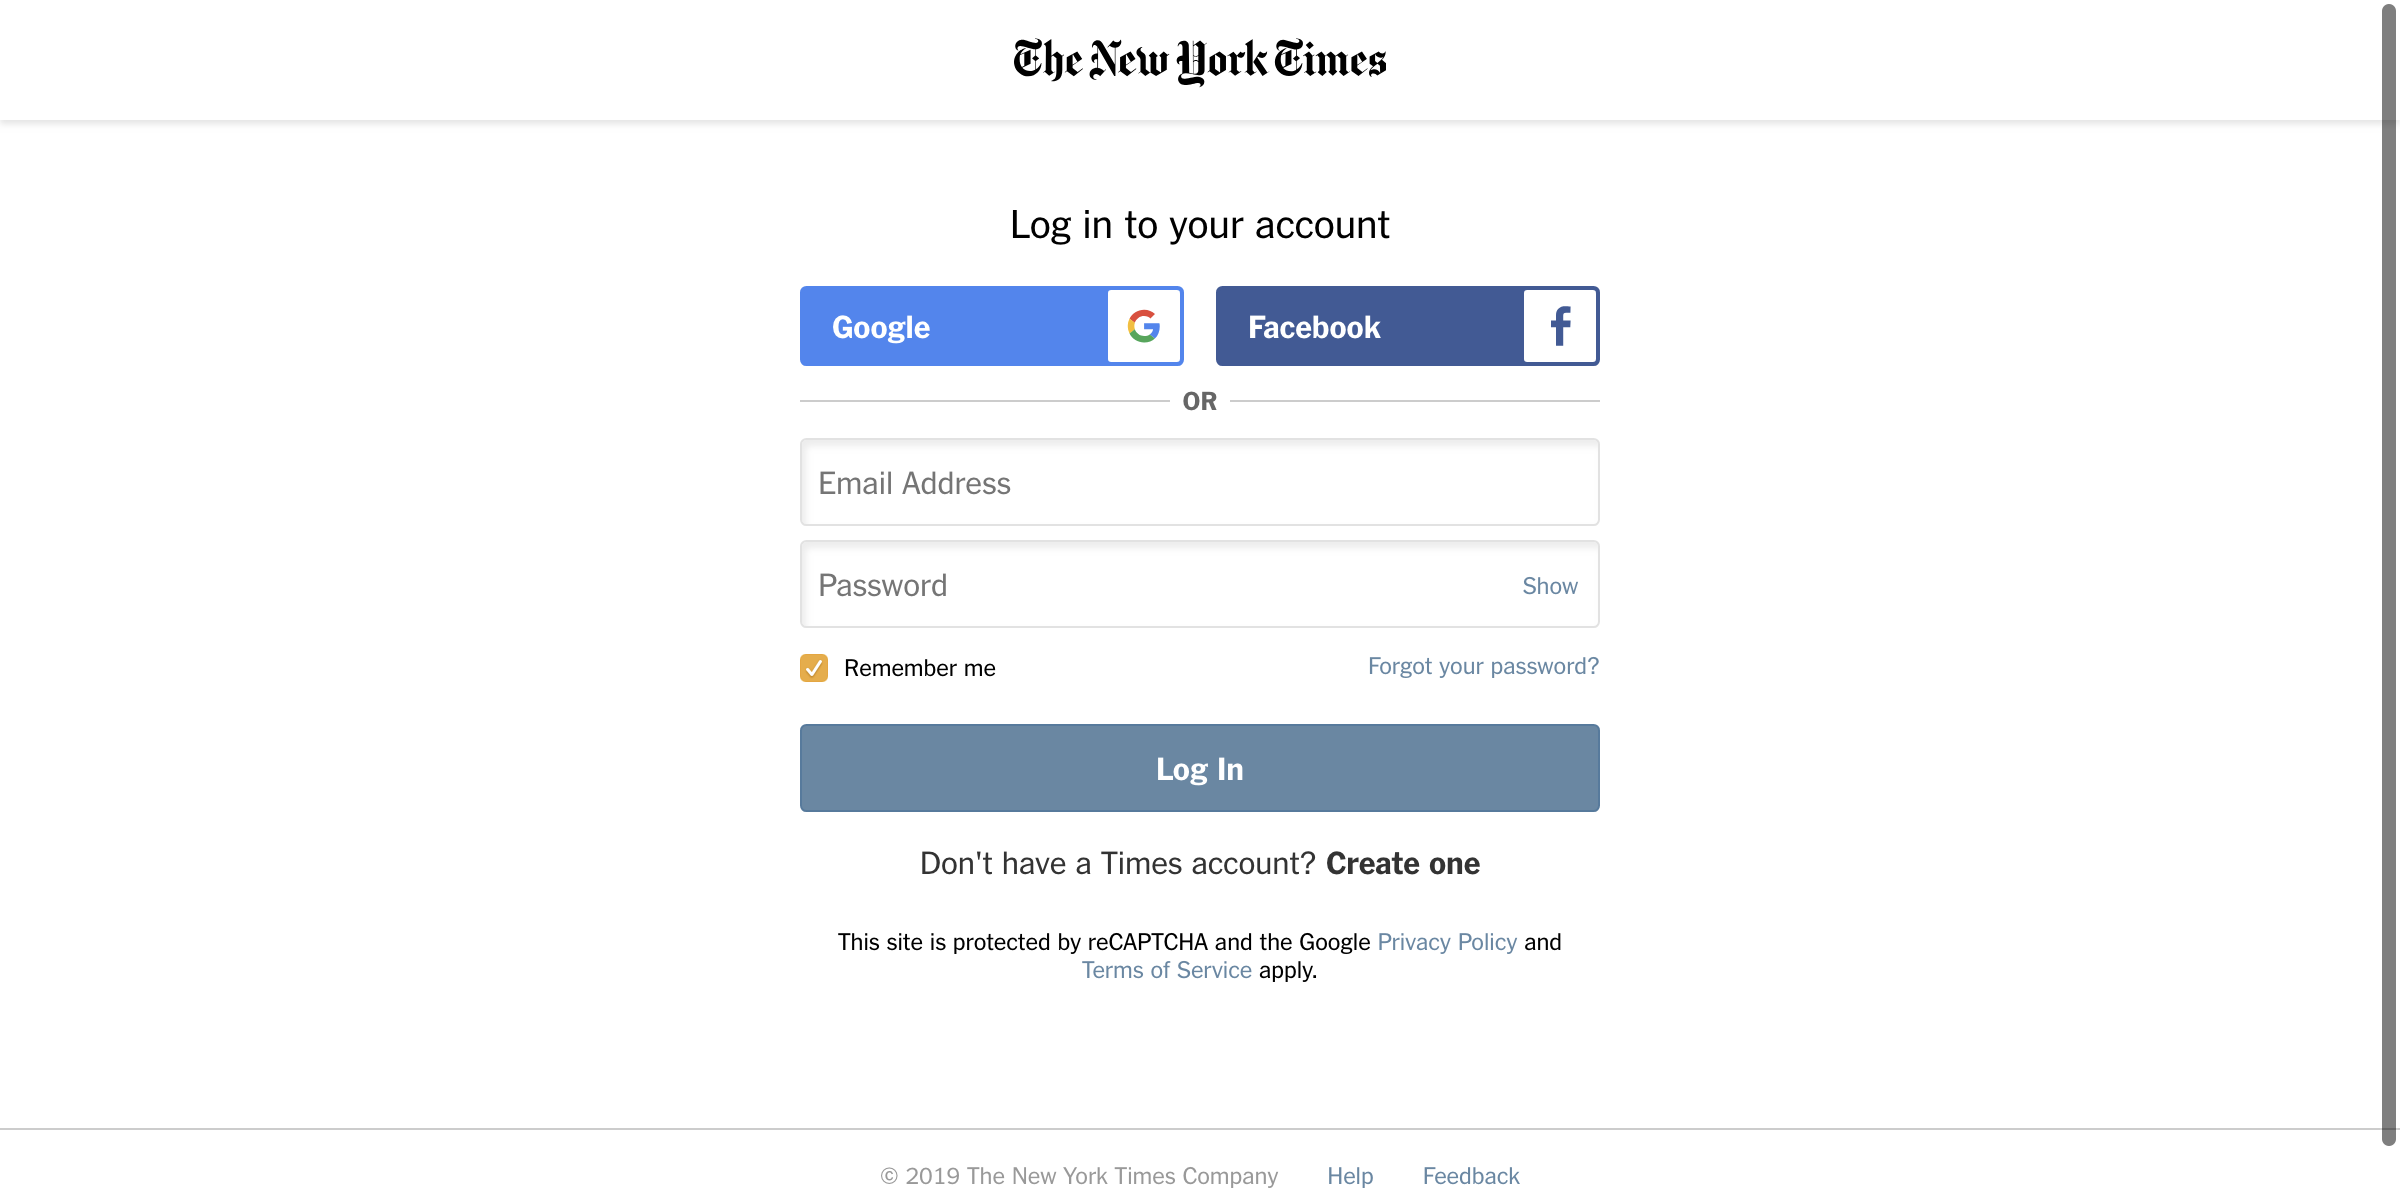 The New York Times
Log in to your account
Google
Facebook
OR
Email Address
Password
Show
Remember me
Forgot your password?
Log In
Don't have a Times account? Create one
This site is protected by reCAPTCHA and the Google Privacy Policy and
Terms of Service apply.
© 2019 The New York Times Company
Help
Feedback